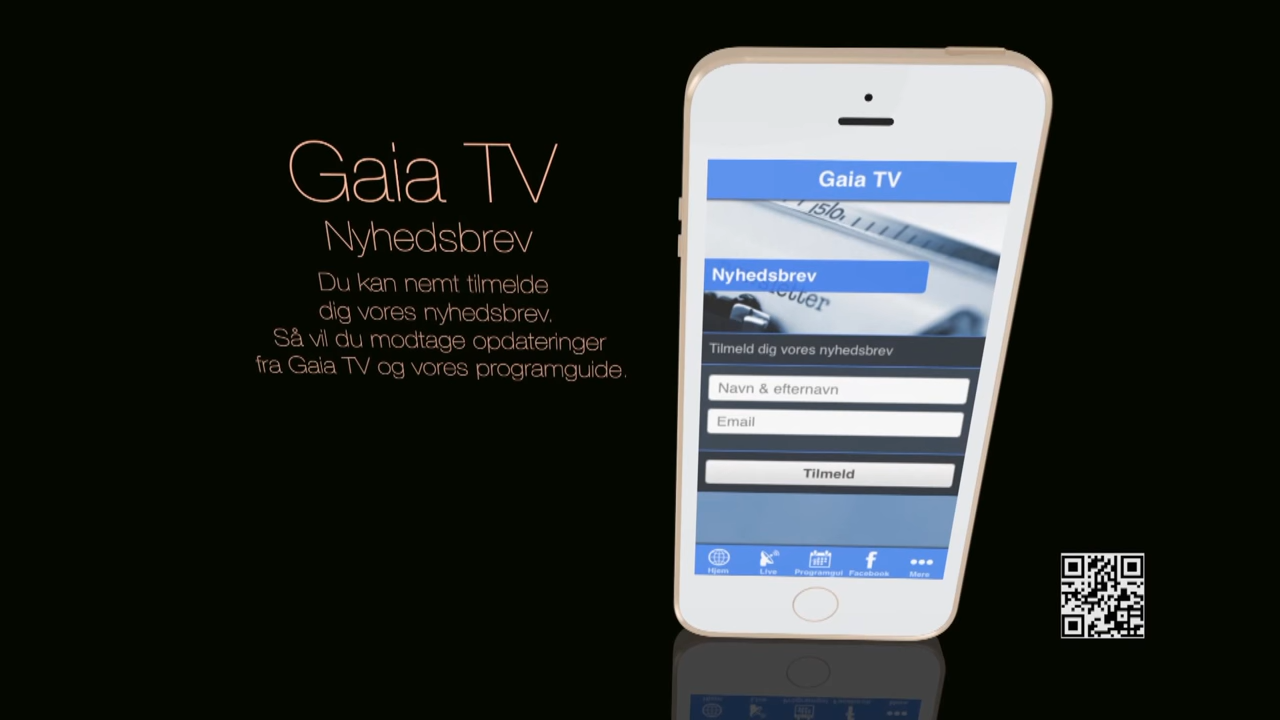 Gaia TV
Nyhedsbrev
Du kan nemt tilmelde
dig vores nyhedsbrev.
Så vil du modtage opdateringer
fra Gaia TV og vores programguide.
Gaia TV
Nyhedsbrev
Tilmeld dig vores nyhedsbrev
Navn & efternavn
Email
Tilmeld
Hjem Live Programgui Facebook Mere